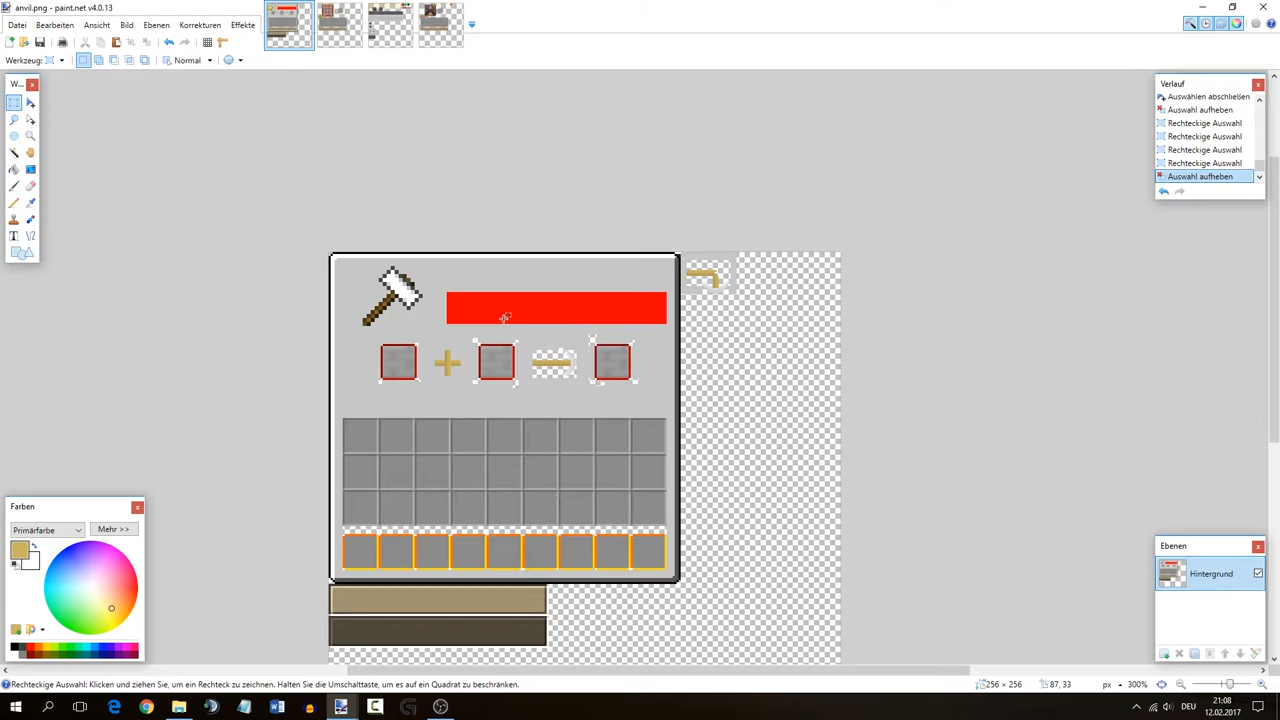 anvil.png - paint.net v4.0.13
Datei Bearbeiten Ansicht Bild Ebenen Korrekturen Effekte
Werkzeug: Normal
W...
Verlauf
Auswählen abschließen
Auswahl aufheben
Rechteckige Auswahl
Rechteckige Auswahl
Rechteckige Auswahl
Rechteckige Auswahl
Auswahl aufheben
Farben
Primärfarbe Mehr >>
Ebenen
Hintergrund
Rechteckige Auswahl: Klicken und ziehen Sie, um ein Rechteck zu zeichnen. Halten Sie die Umschalttaste, um es auf ein Quadrat zu beschränken. 256 × 256 87, 33 px 300%
DEU 21:08
12.02.2017